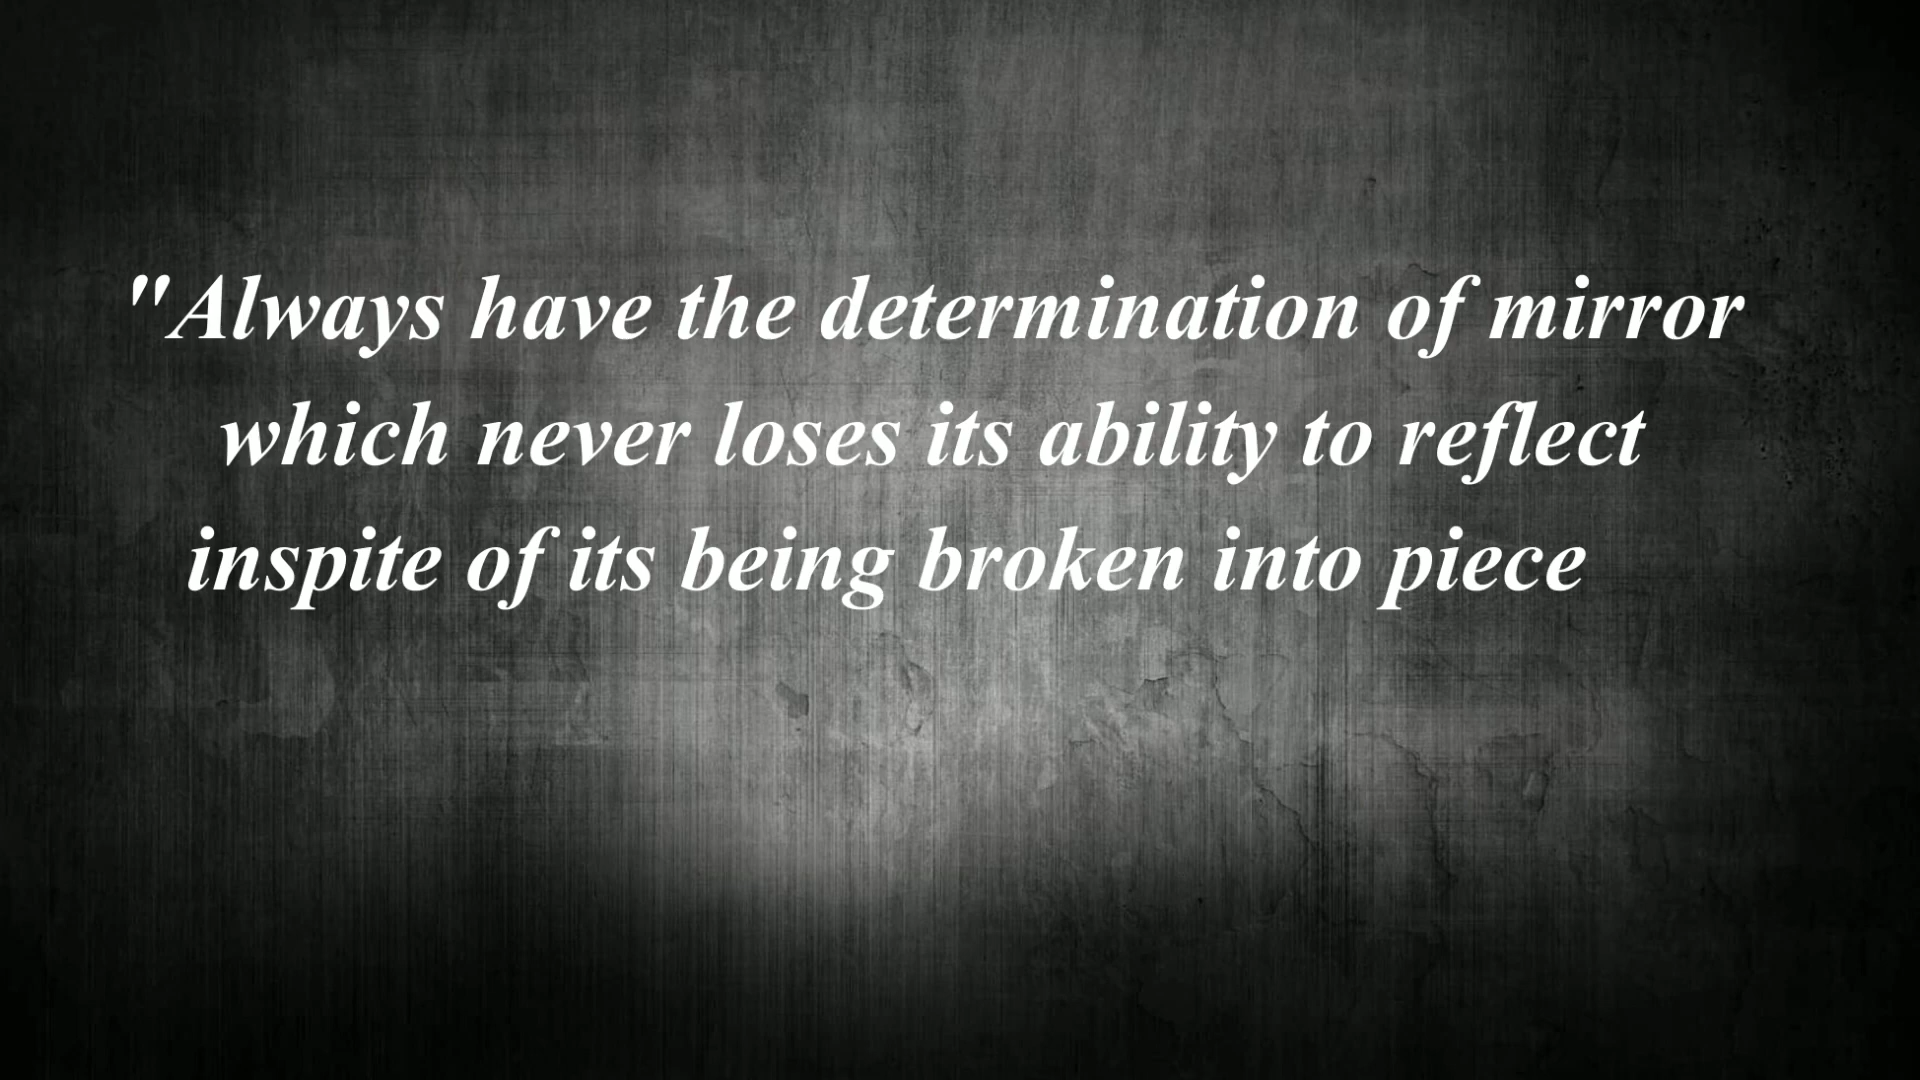 "Always have the determination of mirror
which never loses its ability to reflect
inspite of its being broken into piece